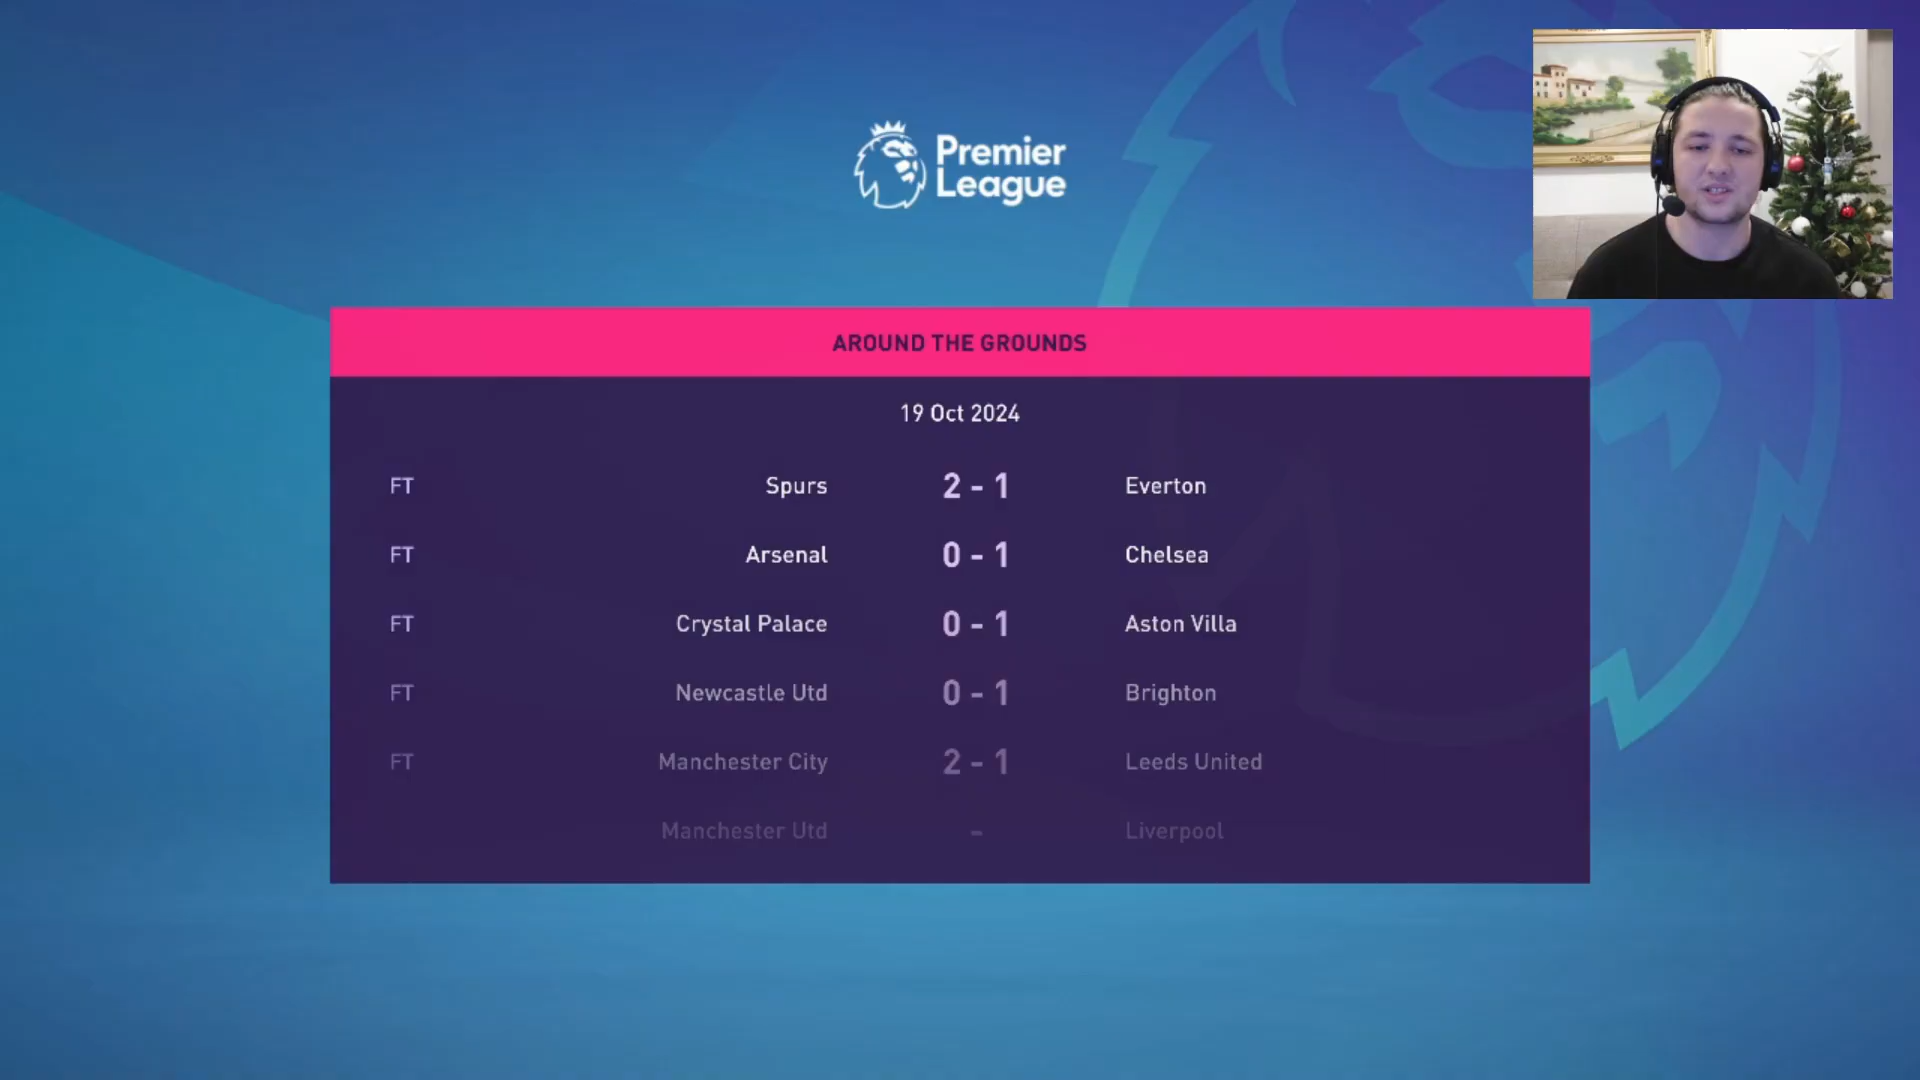 Premier
League
AROUND THE GROUNDS
19 Oct 2024
FT Spurs 2 - 1 Everton
FT Arsenal 0 - 1 Chelsea
FT Crystal Palace 0 - 1 Aston Villa
FT Newcastle Utd 0 - 1 Brighton
FT Manchester City 2 - 1 Leeds United
Manchester Utd - Liverpool